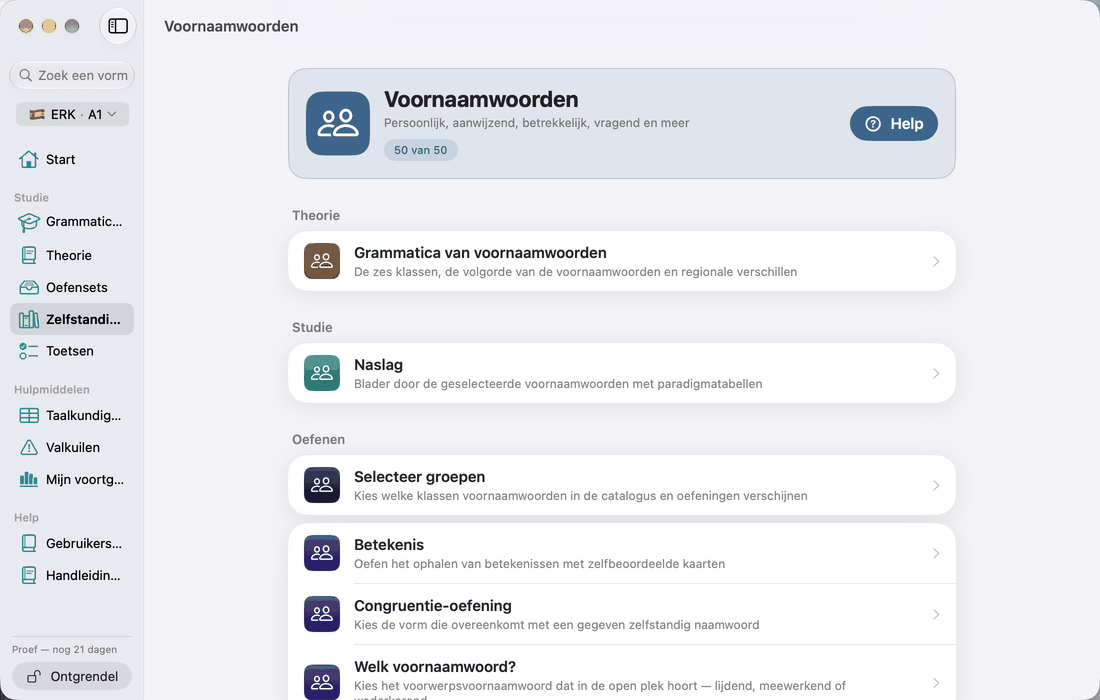 Voornaamwoorden
Zoek een vorm
ERK · A1
Start
Studie
Grammatic...
Theorie
Oefensets
Zelfstandi...
Toetsen
Hulpmiddelen
Taalkundig...
Valkuilen
Mijn voortg...
Help
Gebruikers...
Handleidin...
Proef — nog 21 dagen
Ontgrendel
Voornaamwoorden
Persoonlijk, aanwijzend, betrekkelijk, vragend en meer
50 van 50
Help
Theorie
Grammatica van voornaamwoorden
De zes klassen, de volgorde van de voornaamwoorden en regionale verschillen
Studie
Naslag
Blader door de geselecteerde voornaamwoorden met paradigmatabellen
Oefenen
Selecteer groepen
Kies welke klassen voornaamwoorden in de catalogus en oefeningen verschijnen
Betekenis
Oefen het ophalen van betekenissen met zelfbeoordeelde kaarten
Congruentie-oefening
Kies de vorm die overeenkomt met een gegeven zelfstandig naamwoord
Welk voornaamwoord?
Kies het voorwerpsvoornaamwoord dat in de open plek hoort — lijdend, meewerkend of